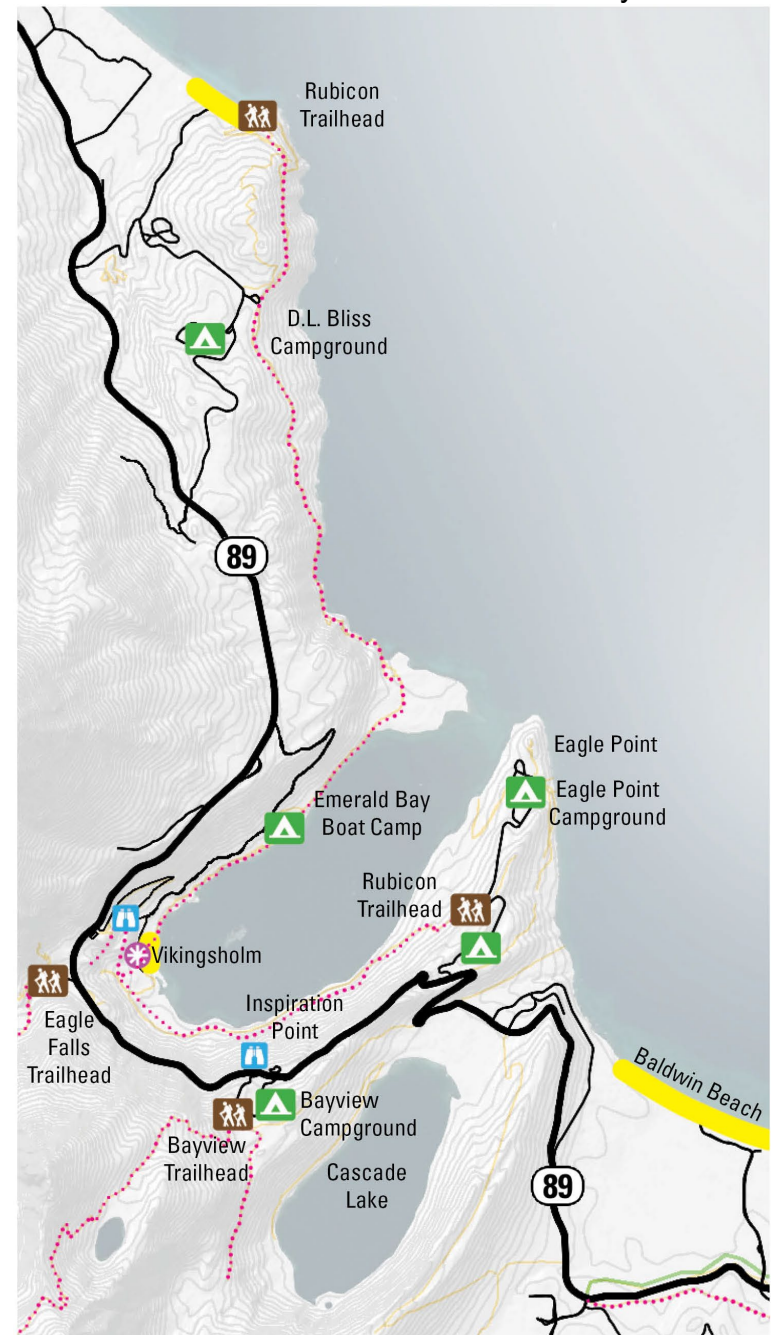 Rubicon
Trailhead
D.L. Bliss
Campground
89
Eagle Point
Eagle Point
Campground
Emerald Bay
Boat Camp
Rubicon
Trailhead
Vikingsholm
Inspiration
Point
Eagle
Falls
Trailhead
Baldwin Beach
Bayview
Campground
Bayview
Trailhead
Cascade
Lake
89